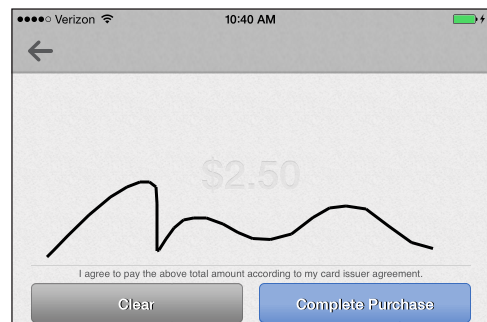 Verizon 10:40 AM
$2.50
I agree to pay the above total amount according to my card issuer agreement.
Clear Complete Purchase